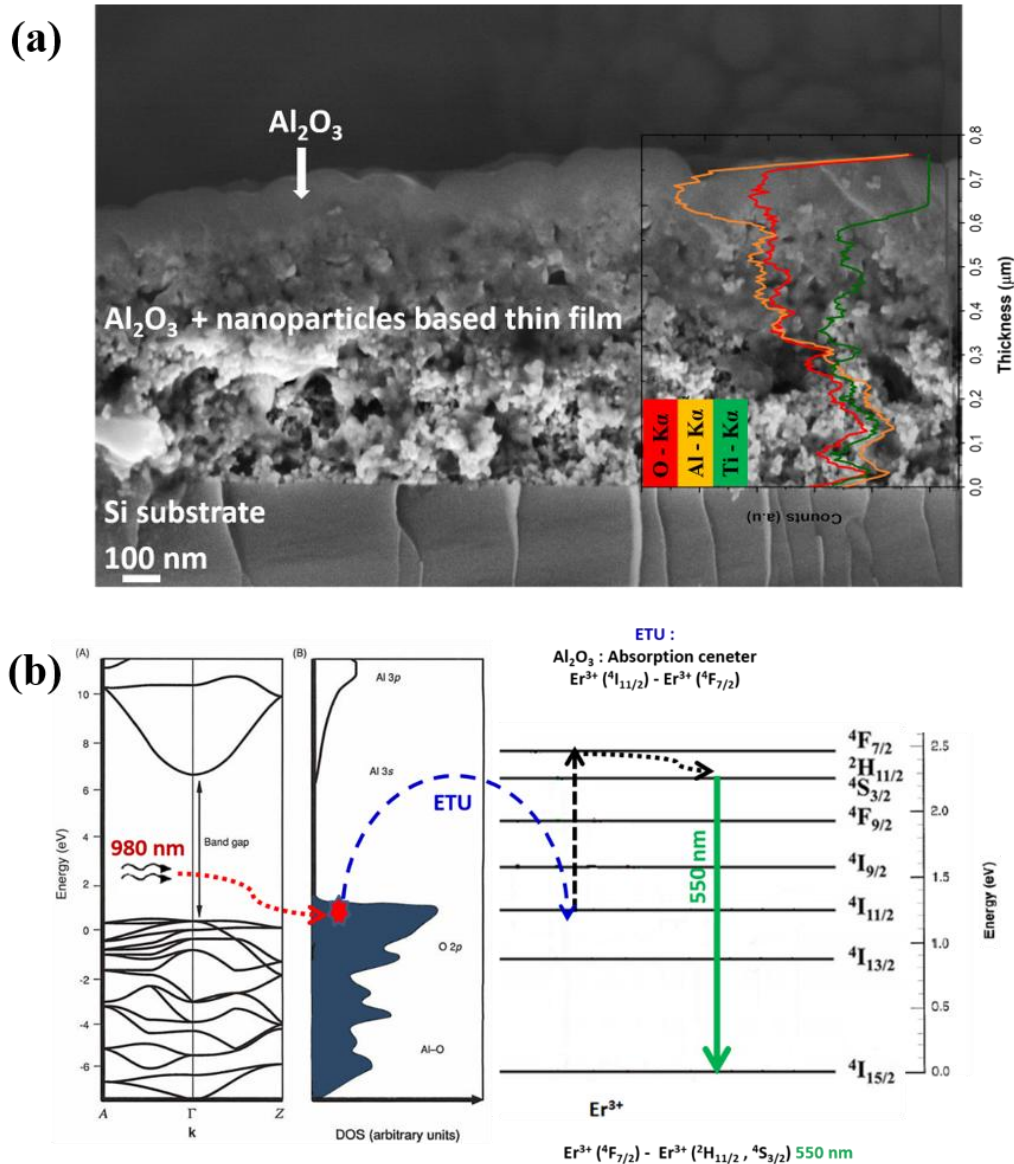 (a)
Al₂O₃
Al₂O₃ + nanoparticles based thin film
Si substrate
100 nm
O - Kα
Al - Kα
Ti - Kα
0,8
0,7
0,6
0,5
0,4
0,3
0,2
0,1
0,0
Thickness (μm)
Counts (a.u)
ETU :
Al₂O₃ : Absorption ceneter
Er³⁺ (⁴I₁₁/₂) - Er³⁺ (⁴F₇/₂)
(b)
(A)
10
8
6
4
2
0
-2
-4
-6
Energy (eV)
Band gap
980 nm
A
Γ
Z
k
(B)
Al 3p
Al 3s
O 2p
Al–O
DOS (arbitrary units)
ETU
550 nm
⁴F₇/₂
²H₁₁/₂
⁴S₃/₂
⁴F₉/₂
⁴I₉/₂
⁴I₁₁/₂
⁴I₁₃/₂
⁴I₁₅/₂
2.5
2.0
1.5
1.0
0.5
0.0
Energy (eV)
Er³⁺
Er³⁺ (⁴F₇/₂) - Er³⁺ (²H₁₁/₂ , ⁴S₃/₂) 550 nm